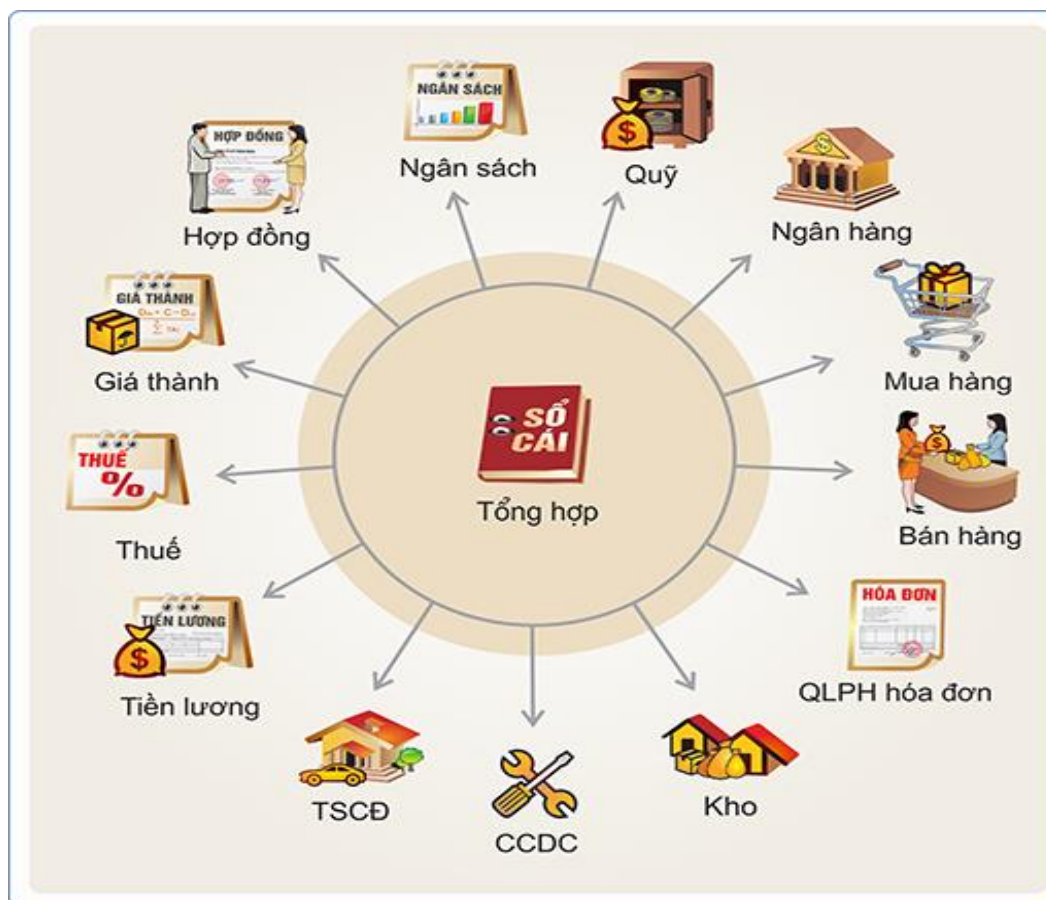 NGÂN SÁCH
Ngân sách
$
Quỹ
Ngân hàng
Mua hàng
$
Bán hàng
HÓA ĐƠN
QLPH hóa đơn
Kho
CCDC
TSCĐ
TIỀN LƯƠNG
$
Tiền lương
THUẾ
%
Thuế
GIÁ THÀNH
Giá thành
HỢP ĐỒNG
Hợp đồng
SỔ
CÁI
Tổng hợp